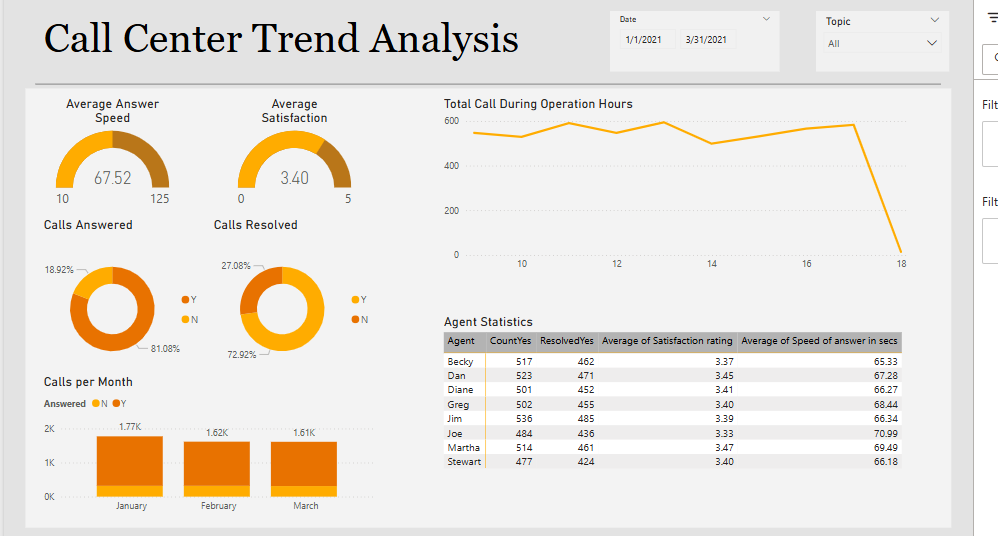 Call Center Trend Analysis
Date
1/1/2021 3/31/2021
Topic
All
Average Answer
Speed
67.52
10 125
Average
Satisfaction
3.40
0 5
Total Call During Operation Hours
600
400
200
0
10 12 14 16 18
Calls Answered
18.92%
81.08%
Y
N
Calls Resolved
27.08%
72.92%
Y
N
Calls per Month
Answered N Y
2K
1K
0K
1.77K 1.62K 1.61K
January February March
Agent Statistics
Agent CountYes ResolvedYes Average of Satisfaction rating Average of Speed of answer in secs
Becky 517 462 3.37 65.33
Dan 523 471 3.45 67.28
Diane 501 452 3.41 66.27
Greg 502 455 3.40 68.44
Jim 536 485 3.39 66.34
Joe 484 436 3.33 70.99
Martha 514 461 3.47 69.49
Stewart 477 424 3.40 66.18
Filt
Filt